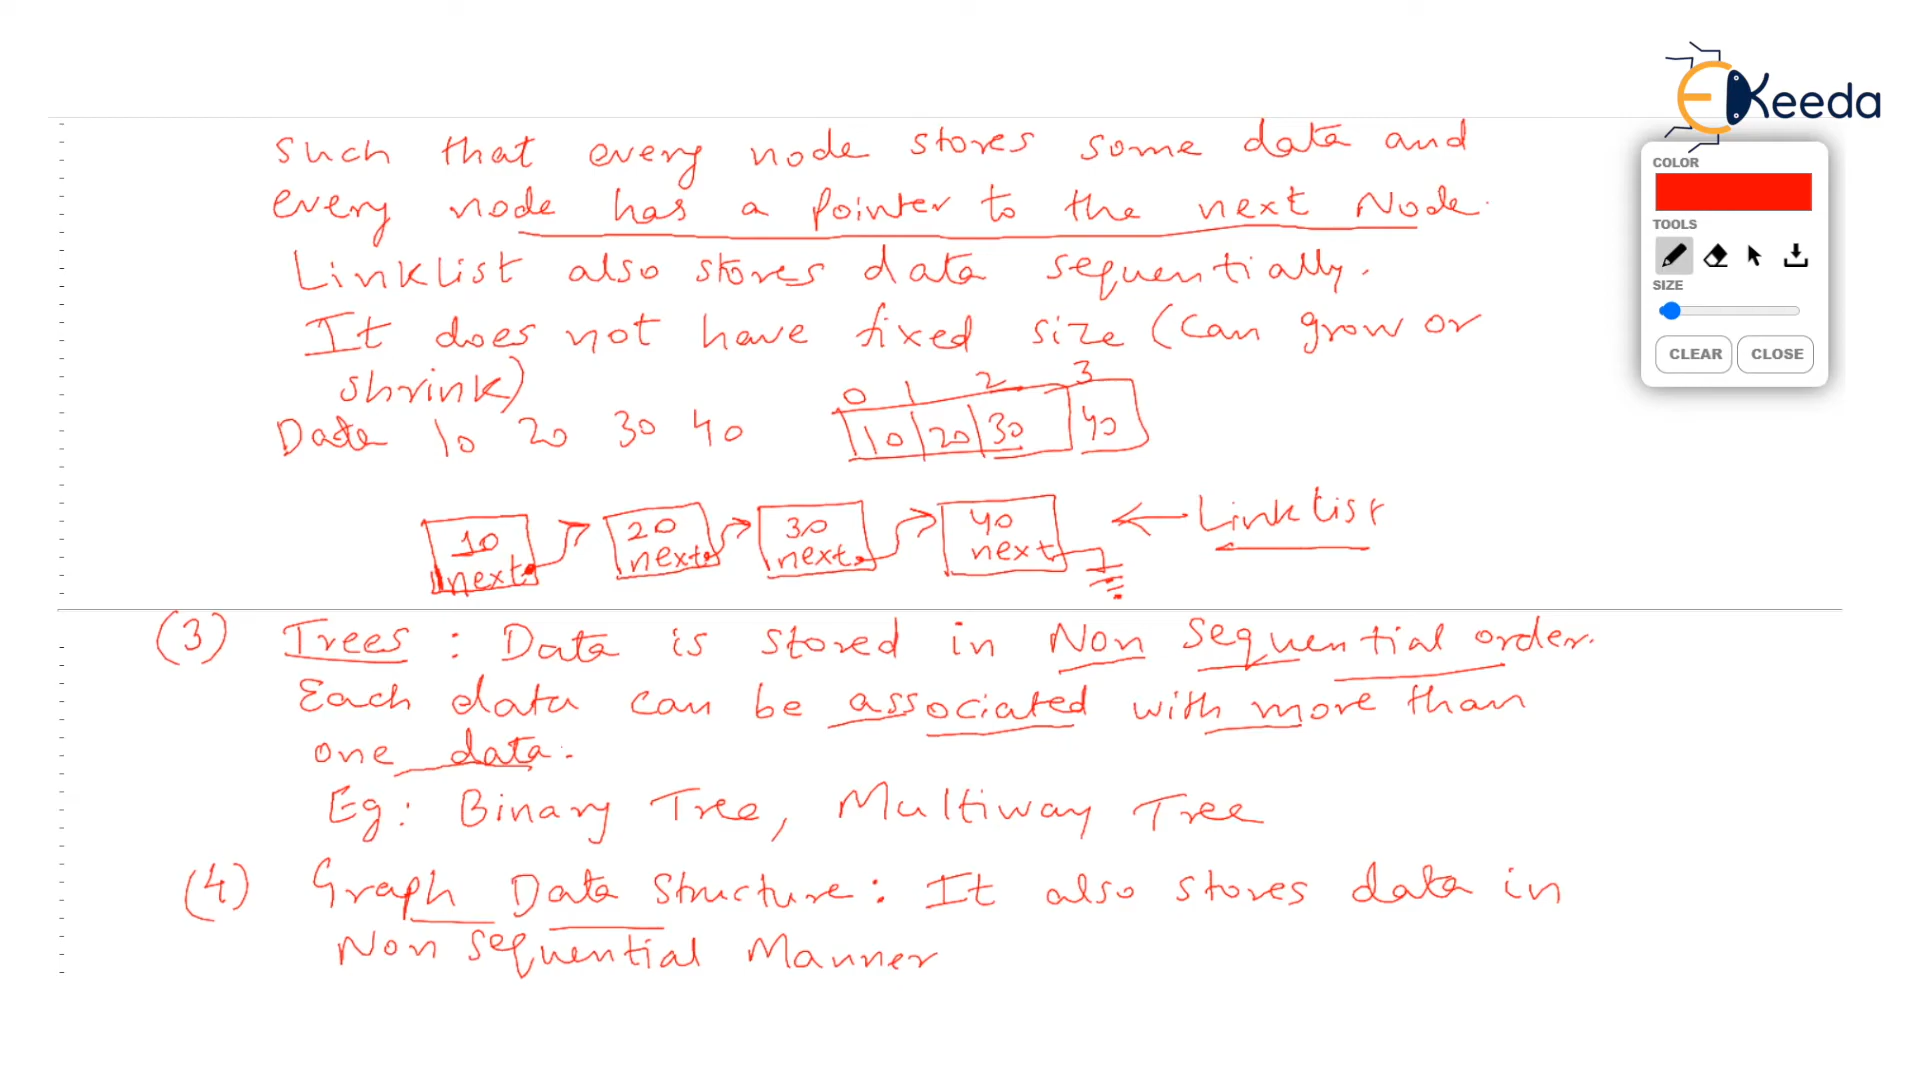 EKeeda
such that every node stores some data and
every node has a pointer to the next Node.
Linklist also stores data sequentially.
It does not have fixed size (can grow or
shrink)
0 1 2 3
Data 10 20 30 40
10 20 30 40
10 20 30 40
next next next next
← Linklist
(3) Trees : Data is stored in Non Sequential order.
Each data can be associated with more than
one data.
Eg: Binary Tree, Multiway Tree
(4) Graph Data Structure: It also stores data in
Non Sequential Manner
COLOR
TOOLS
SIZE
CLEAR CLOSE